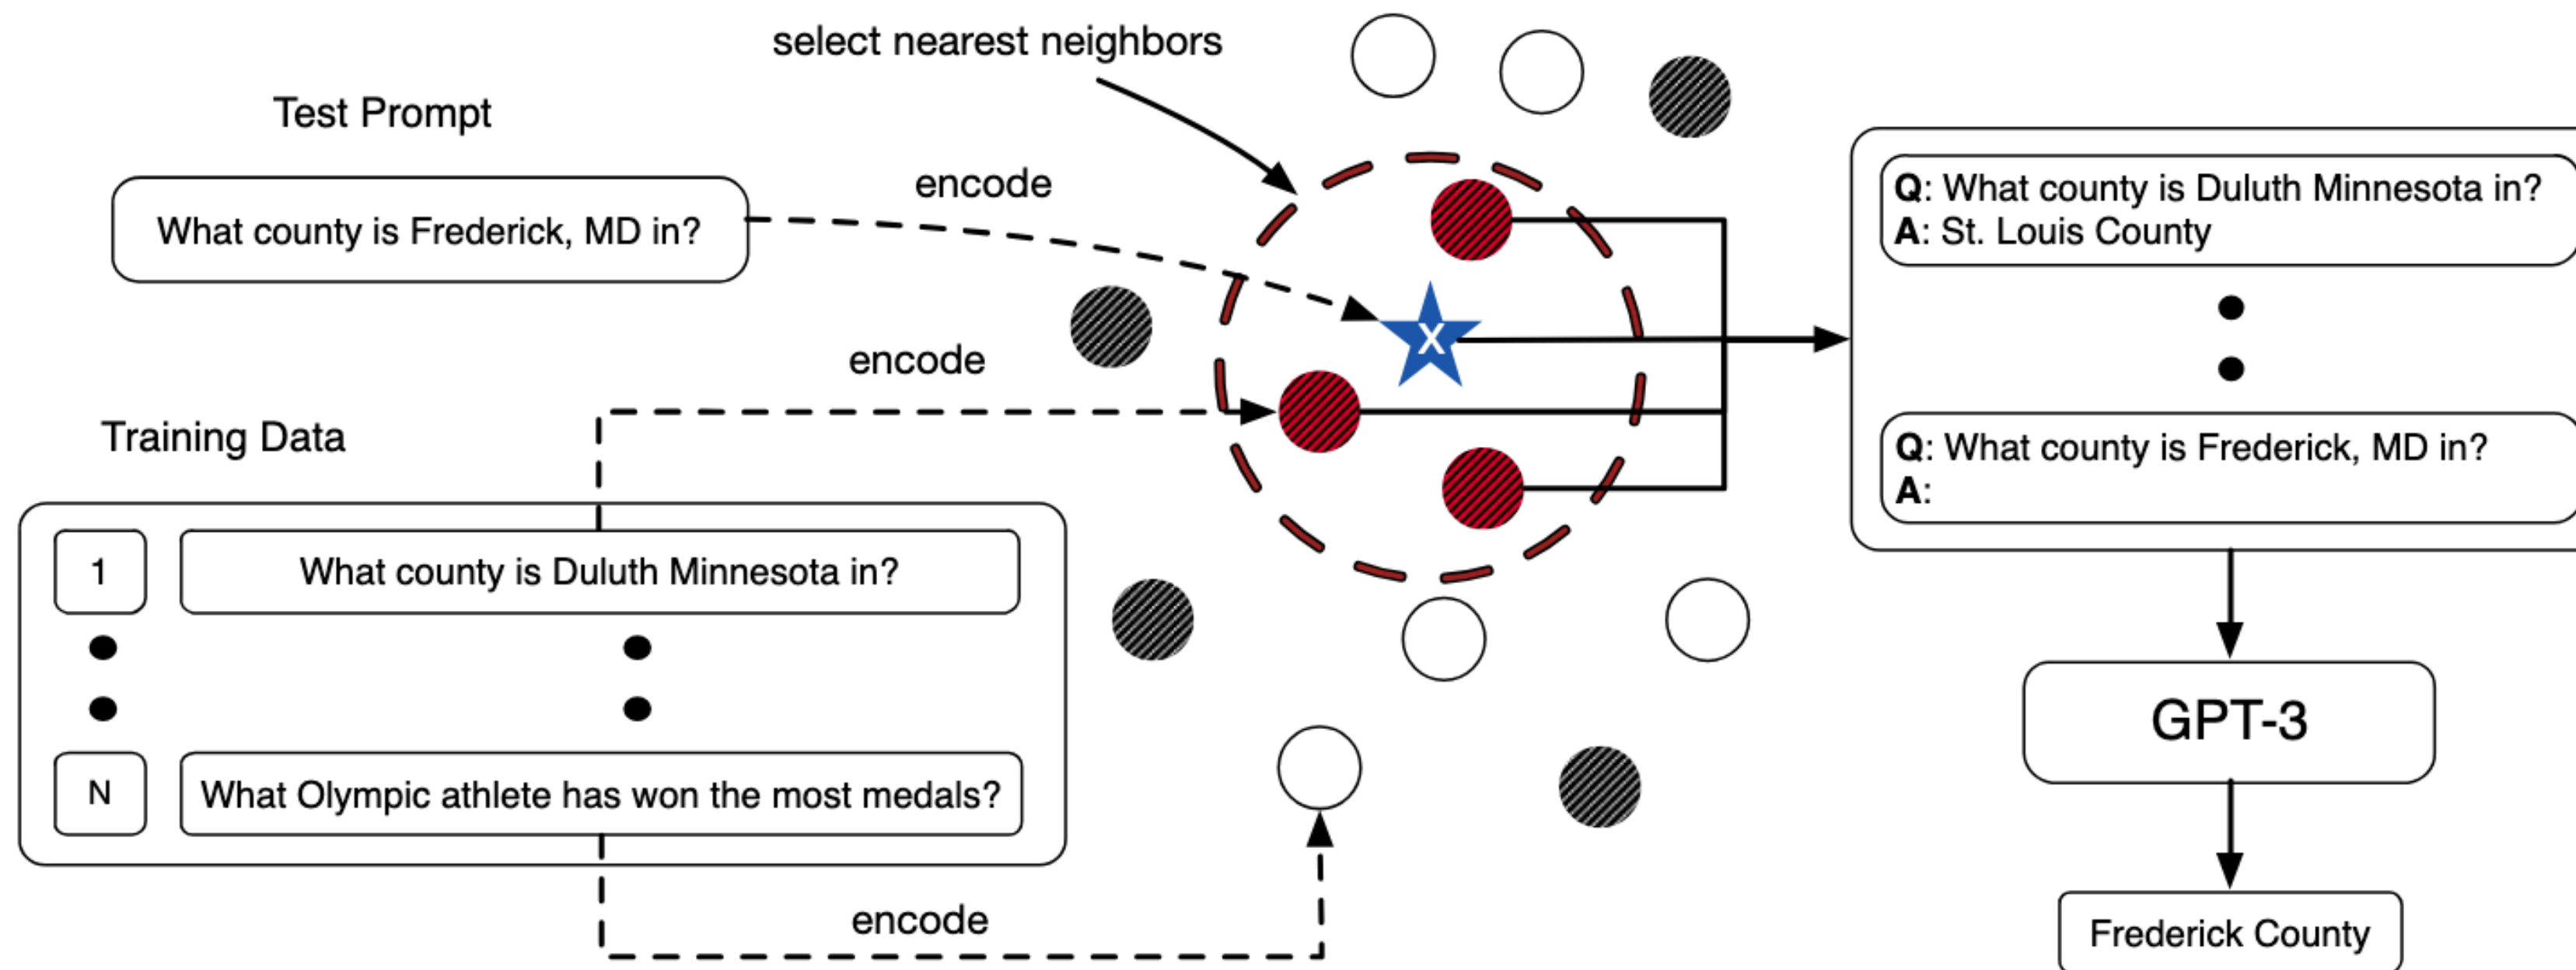 select nearest neighbors
Test Prompt
encode
What county is Frederick, MD in?
X
encode
Training Data
1
What county is Duluth Minnesota in?
N
What Olympic athlete has won the most medals?
encode
Q: What county is Duluth Minnesota in?
A: St. Louis County
Q: What county is Frederick, MD in?
A:
GPT-3
Frederick County